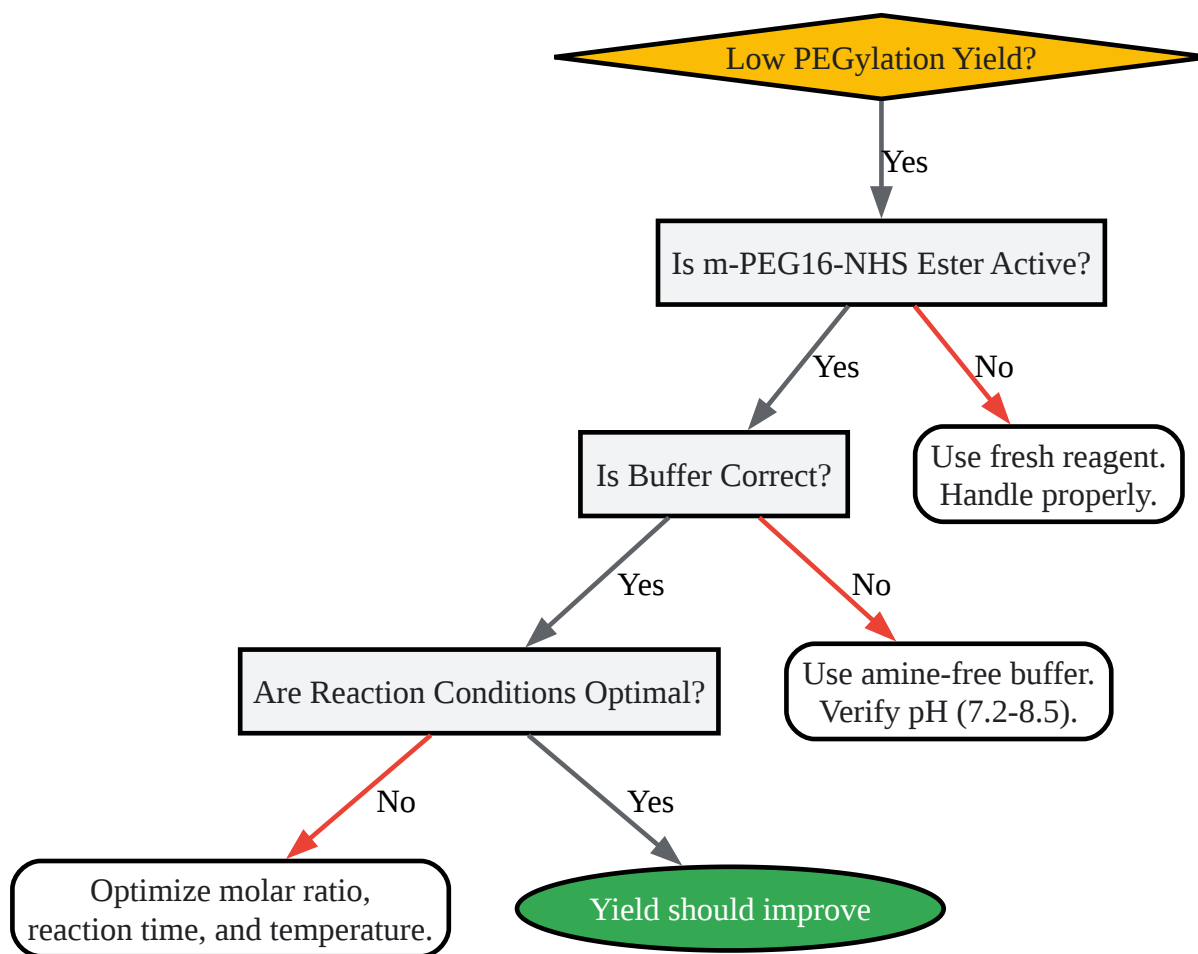 Low PEGylation Yield?
Yes
Is m-PEG16-NHS Ester Active?
Yes
No
Is Buffer Correct?
Use fresh reagent.
Handle properly.
Yes
No
Are Reaction Conditions Optimal?
Use amine-free buffer.
Verify pH (7.2-8.5).
No
Yes
Optimize molar ratio,
reaction time, and temperature.
Yield should improve